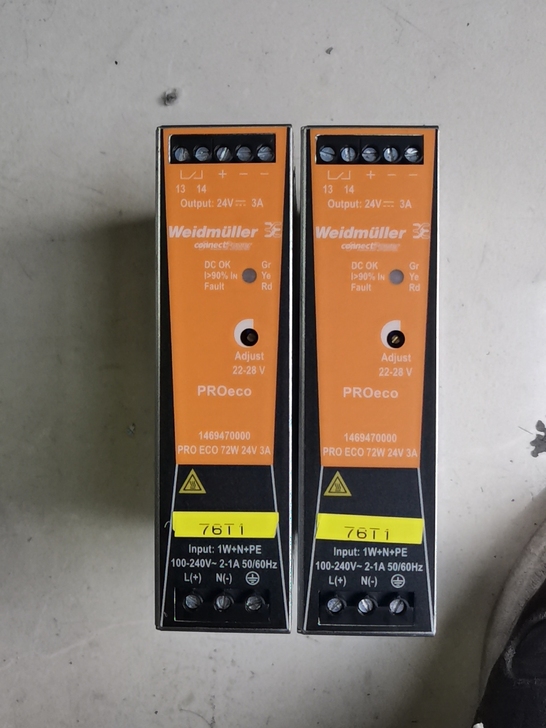 13 14 + − −
Output: 24V⎓ 3A
Weidmüller
connectPower
DC OK Gr
I>90% IN Ye
Fault Rd
Adjust
22-28 V
PROeco
1469470000
PRO ECO 72W 24V 3A
76T1
Input: 1W+N+PE
100-240V~ 2-1A 50/60Hz
L(+) N(-)
13 14 + − −
Output: 24V⎓ 3A
Weidmüller
connectPower
DC OK Gr
I>90% IN Ye
Fault Rd
Adjust
22-28 V
PROeco
1469470000
PRO ECO 72W 24V 3A
76T1
Input: 1W+N+PE
100-240V~ 2-1A 50/60Hz
L(+) N(-)